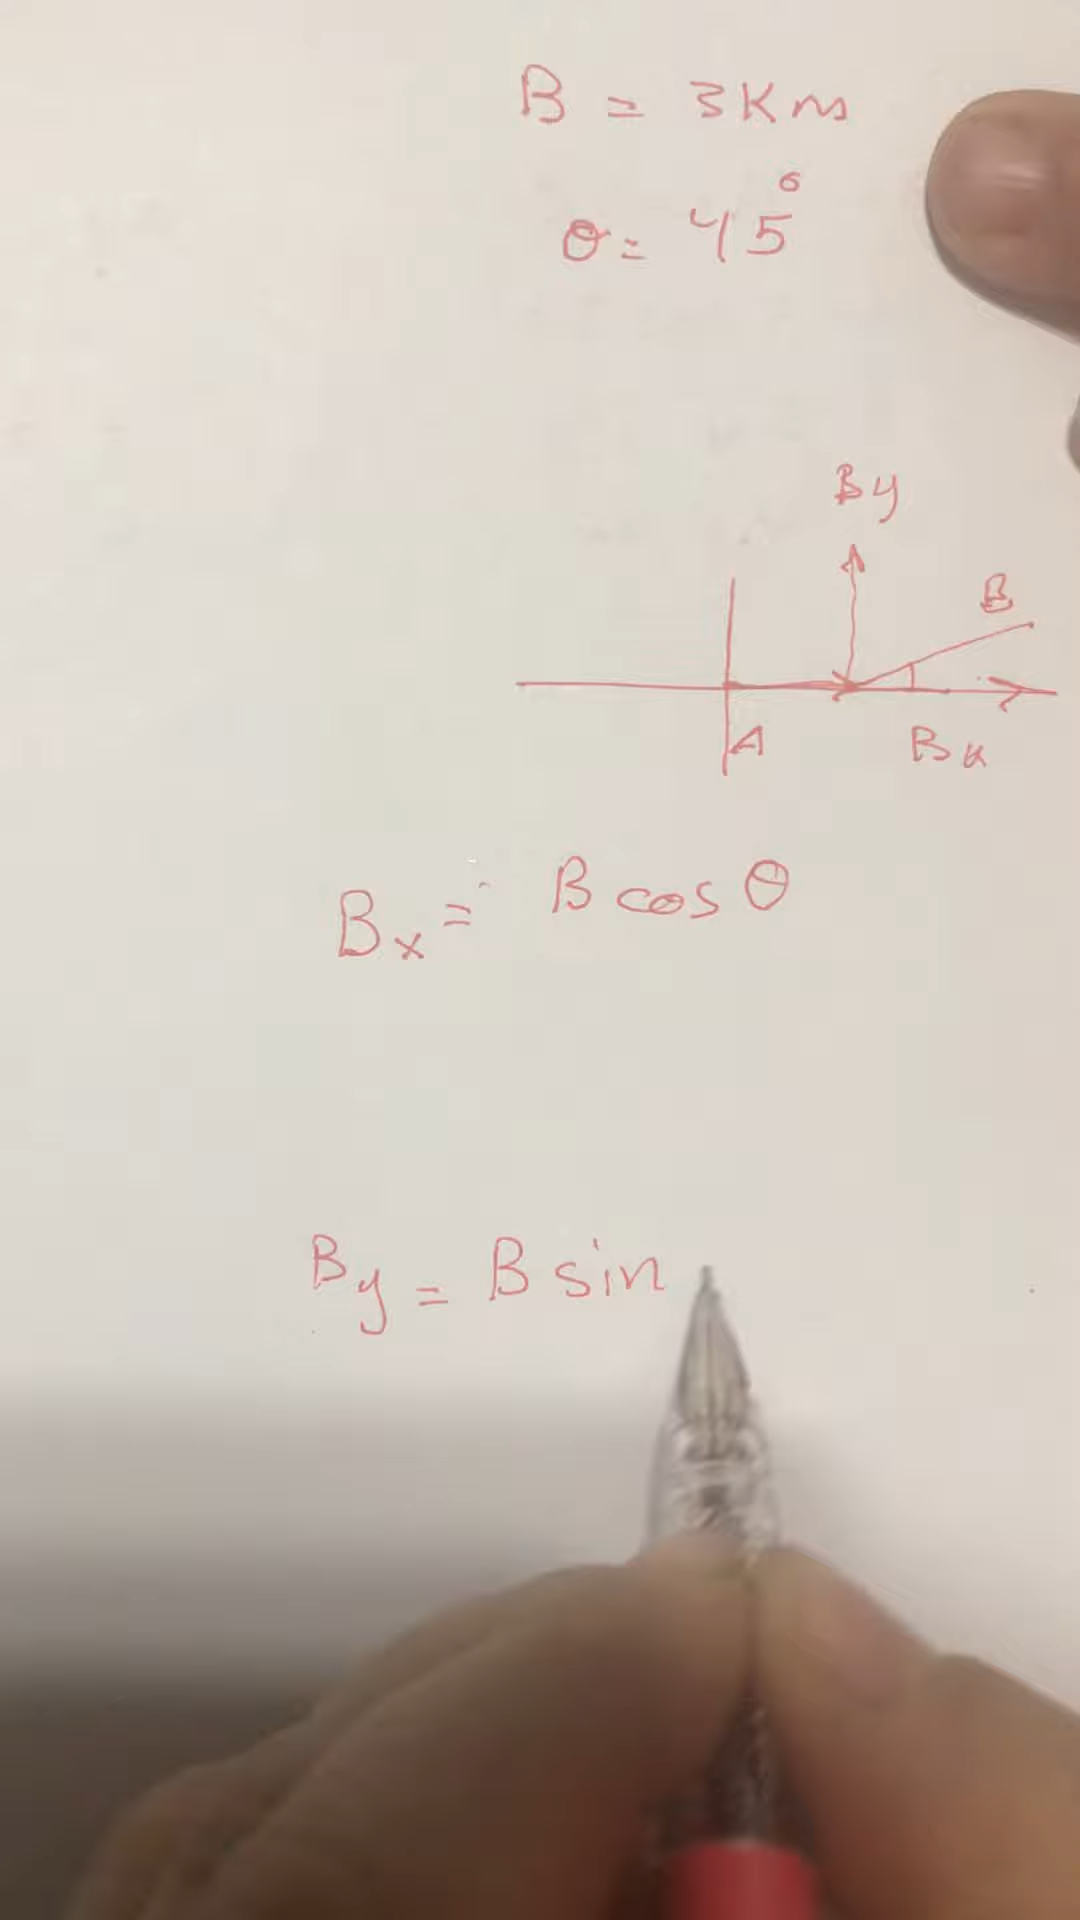 B = 3Km
θ = 45°
By
B
A
Bx
Bx = B cos θ
By = B sin